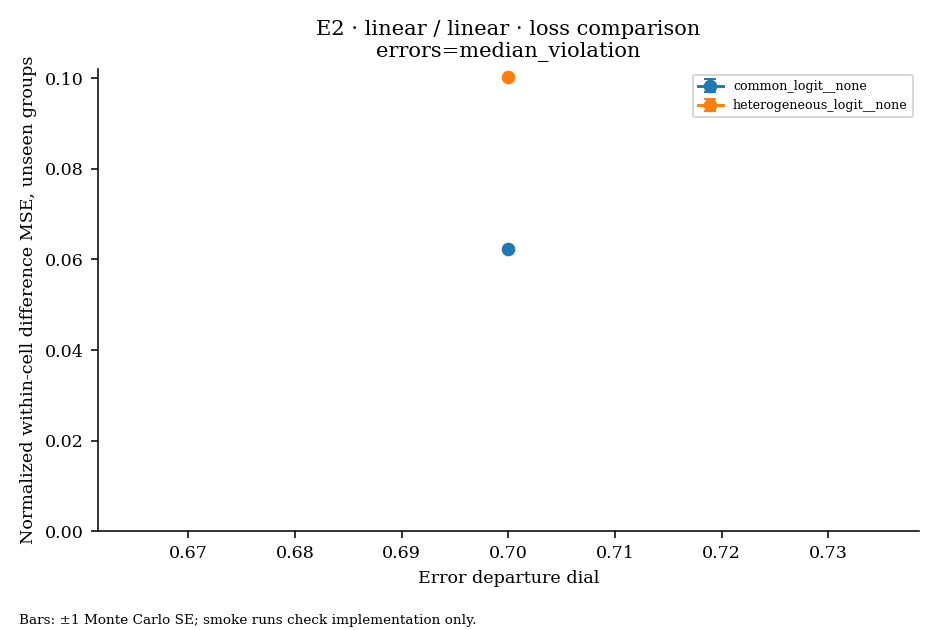 E2 · linear / linear · loss comparison
errors=median_violation
Normalized within-cell difference MSE, unseen groups
0.10
0.08
0.06
0.04
0.02
0.00
common_logit__none
heterogeneous_logit__none
0.67 0.68 0.69 0.70 0.71 0.72 0.73
Error departure dial
Bars: ±1 Monte Carlo SE; smoke runs check implementation only.